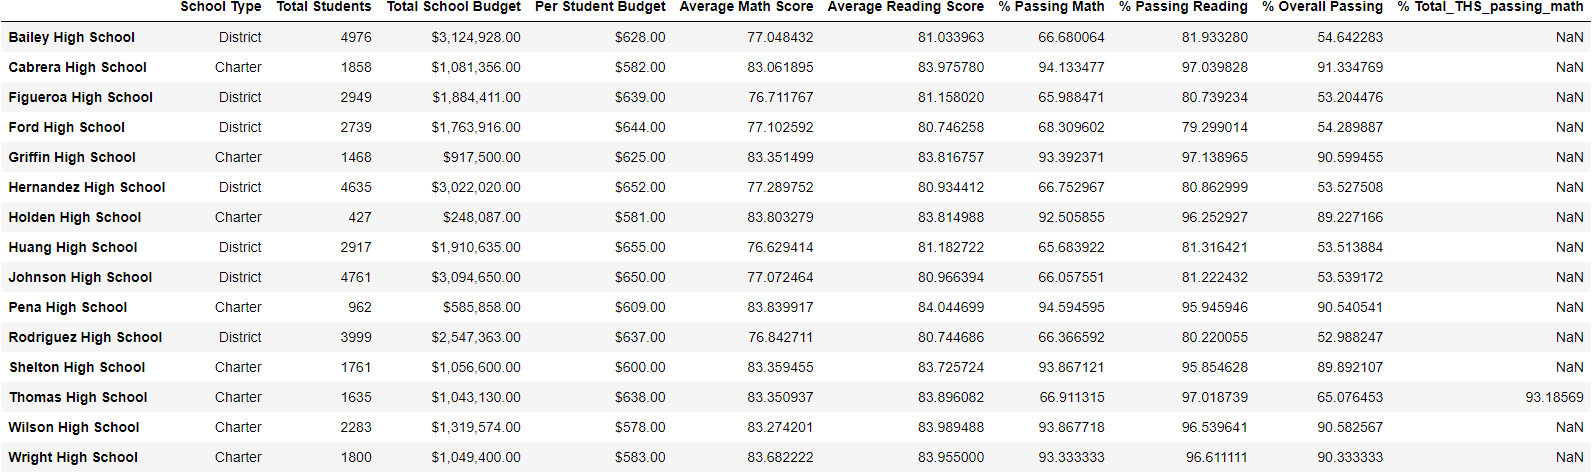 School Type Total Students Total School Budget Per Student Budget Average Math Score Average Reading Score % Passing Math % Passing Reading % Overall Passing % Total_THS_passing_math
Bailey High School District 4976 $3,124,928.00 $628.00 77.048432 81.033963 66.680064 81.933280 54.642283 NaN
Cabrera High School Charter 1858 $1,081,356.00 $582.00 83.061895 83.975780 94.133477 97.039828 91.334769 NaN
Figueroa High School District 2949 $1,884,411.00 $639.00 76.711767 81.158020 65.988471 80.739234 53.204476 NaN
Ford High School District 2739 $1,763,916.00 $644.00 77.102592 80.746258 68.309602 79.299014 54.289887 NaN
Griffin High School Charter 1468 $917,500.00 $625.00 83.351499 83.816757 93.392371 97.138965 90.599455 NaN
Hernandez High School District 4635 $3,022,020.00 $652.00 77.289752 80.934412 66.752967 80.862999 53.527508 NaN
Holden High School Charter 427 $248,087.00 $581.00 83.803279 83.814988 92.505855 96.252927 89.227166 NaN
Huang High School District 2917 $1,910,635.00 $655.00 76.629414 81.182722 65.683922 81.316421 53.513884 NaN
Johnson High School District 4761 $3,094,650.00 $650.00 77.072464 80.966394 66.057551 81.222432 53.539172 NaN
Pena High School Charter 962 $585,858.00 $609.00 83.839917 84.044699 94.594595 95.945946 90.540541 NaN
Rodriguez High School District 3999 $2,547,363.00 $637.00 76.842711 80.744686 66.366592 80.220055 52.988247 NaN
Shelton High School Charter 1761 $1,056,600.00 $600.00 83.359455 83.725724 93.867121 95.854628 89.892107 NaN
Thomas High School Charter 1635 $1,043,130.00 $638.00 83.350937 83.896082 66.911315 97.018739 65.076453 93.18569
Wilson High School Charter 2283 $1,319,574.00 $578.00 83.274201 83.989488 93.867718 96.539641 90.582567 NaN
Wright High School Charter 1800 $1,049,400.00 $583.00 83.682222 83.955000 93.333333 96.611111 90.333333 NaN